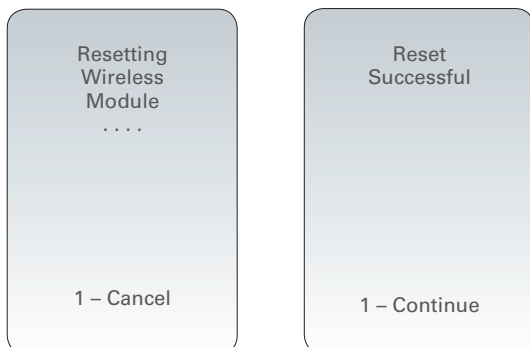 Resetting
Wireless
Module
. . . .
1 – Cancel
Reset
Successful
1 – Continue